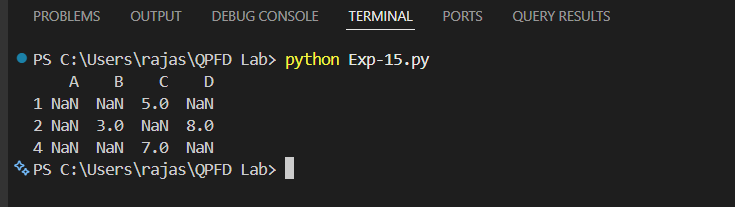 PROBLEMS OUTPUT DEBUG CONSOLE TERMINAL PORTS QUERY RESULTS
PS C:\Users\rajas\QPFD Lab> python Exp-15.py
    A    B    C    D
1 NaN  NaN  5.0  NaN
2 NaN  3.0  NaN  8.0
4 NaN  NaN  7.0  NaN
PS C:\Users\rajas\QPFD Lab>